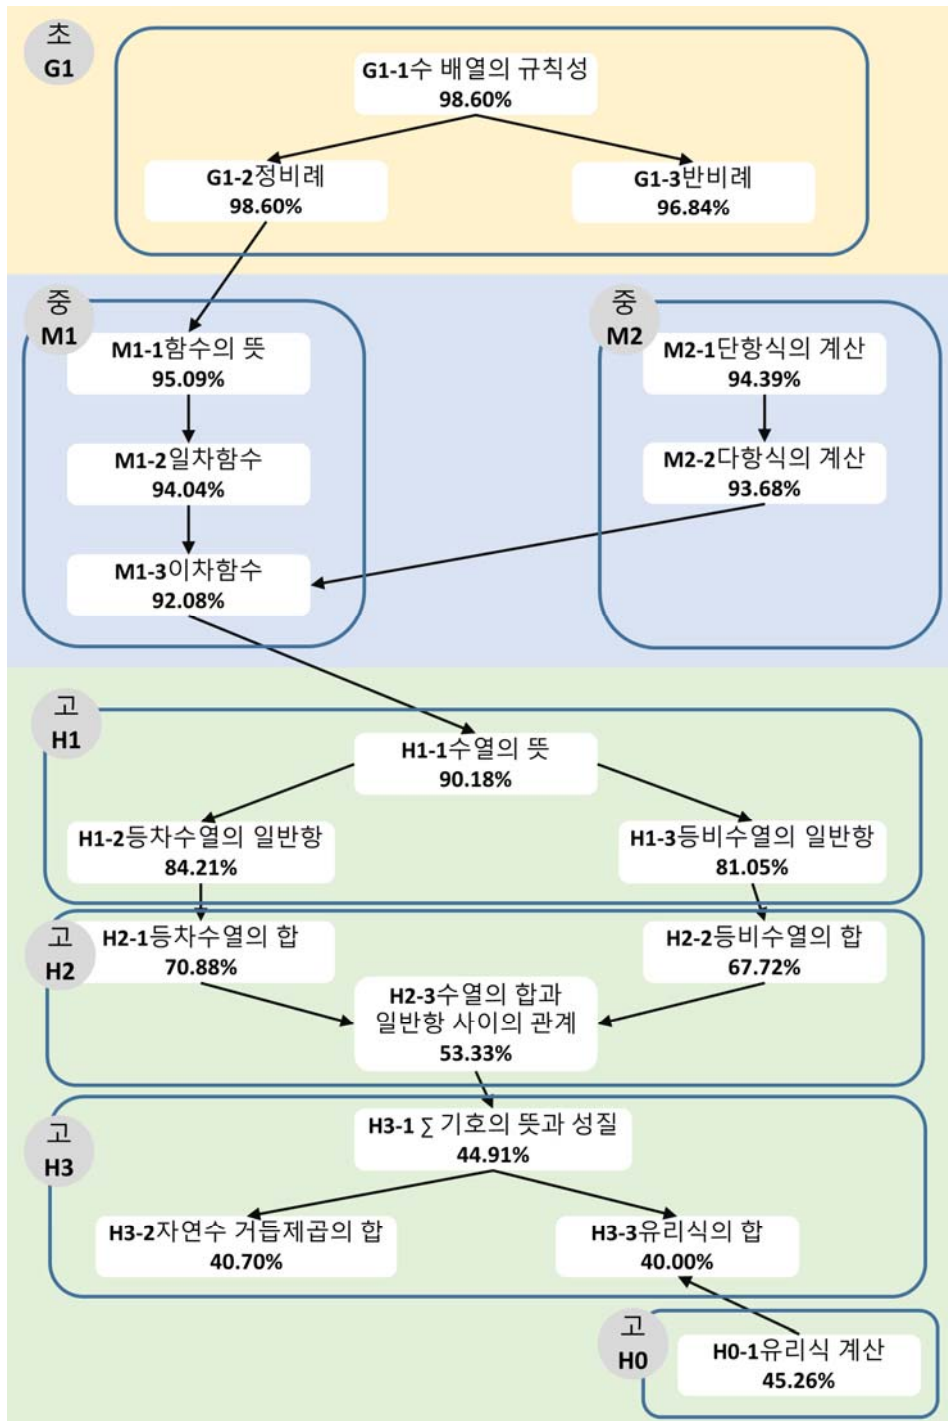 초
G1
G1-1수 배열의 규칙성
98.60%
G1-2정비례
98.60%
G1-3반비례
96.84%
중
M1
M1-1함수의 뜻
95.09%
M1-2일차함수
94.04%
M1-3이차함수
92.08%
중
M2
M2-1단항식의 계산
94.39%
M2-2다항식의 계산
93.68%
고
H1
H1-1수열의 뜻
90.18%
H1-2등차수열의 일반항
84.21%
H1-3등비수열의 일반항
81.05%
고
H2
H2-1등차수열의 합
70.88%
H2-2등비수열의 합
67.72%
H2-3수열의 합과
일반항 사이의 관계
53.33%
고
H3
H3-1 ∑ 기호의 뜻과 성질
44.91%
H3-2자연수 거듭제곱의 합
40.70%
H3-3유리식의 합
40.00%
고
H0
H0-1유리식 계산
45.26%